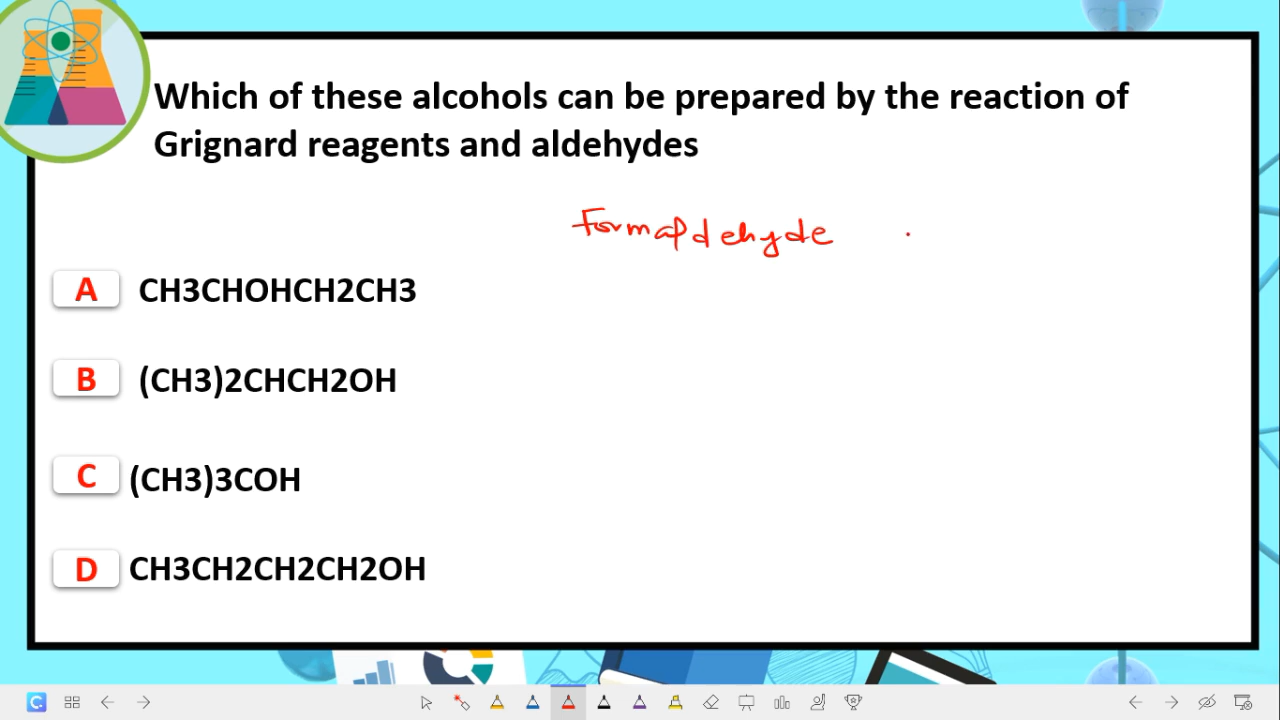 Which of these alcohols can be prepared by the reaction of
Grignard reagents and aldehydes
Formaldehyde
A CH3CHOHCH2CH3
B (CH3)2CHCH2OH
C (CH3)3COH
D CH3CH2CH2CH2OH
C